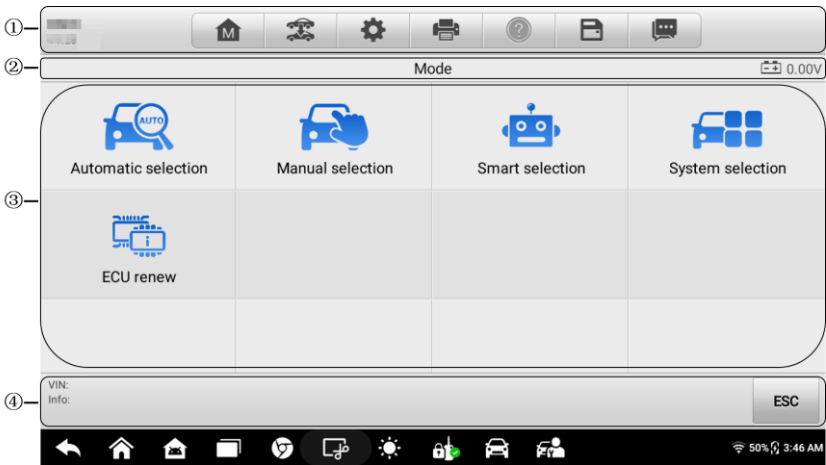 ①
M
?
②
Mode
0.00V
AUTO
Automatic selection
Manual selection
Smart selection
System selection
③
i
ECU renew
④
VIN:
Info:
ESC
50% 3:46 AM